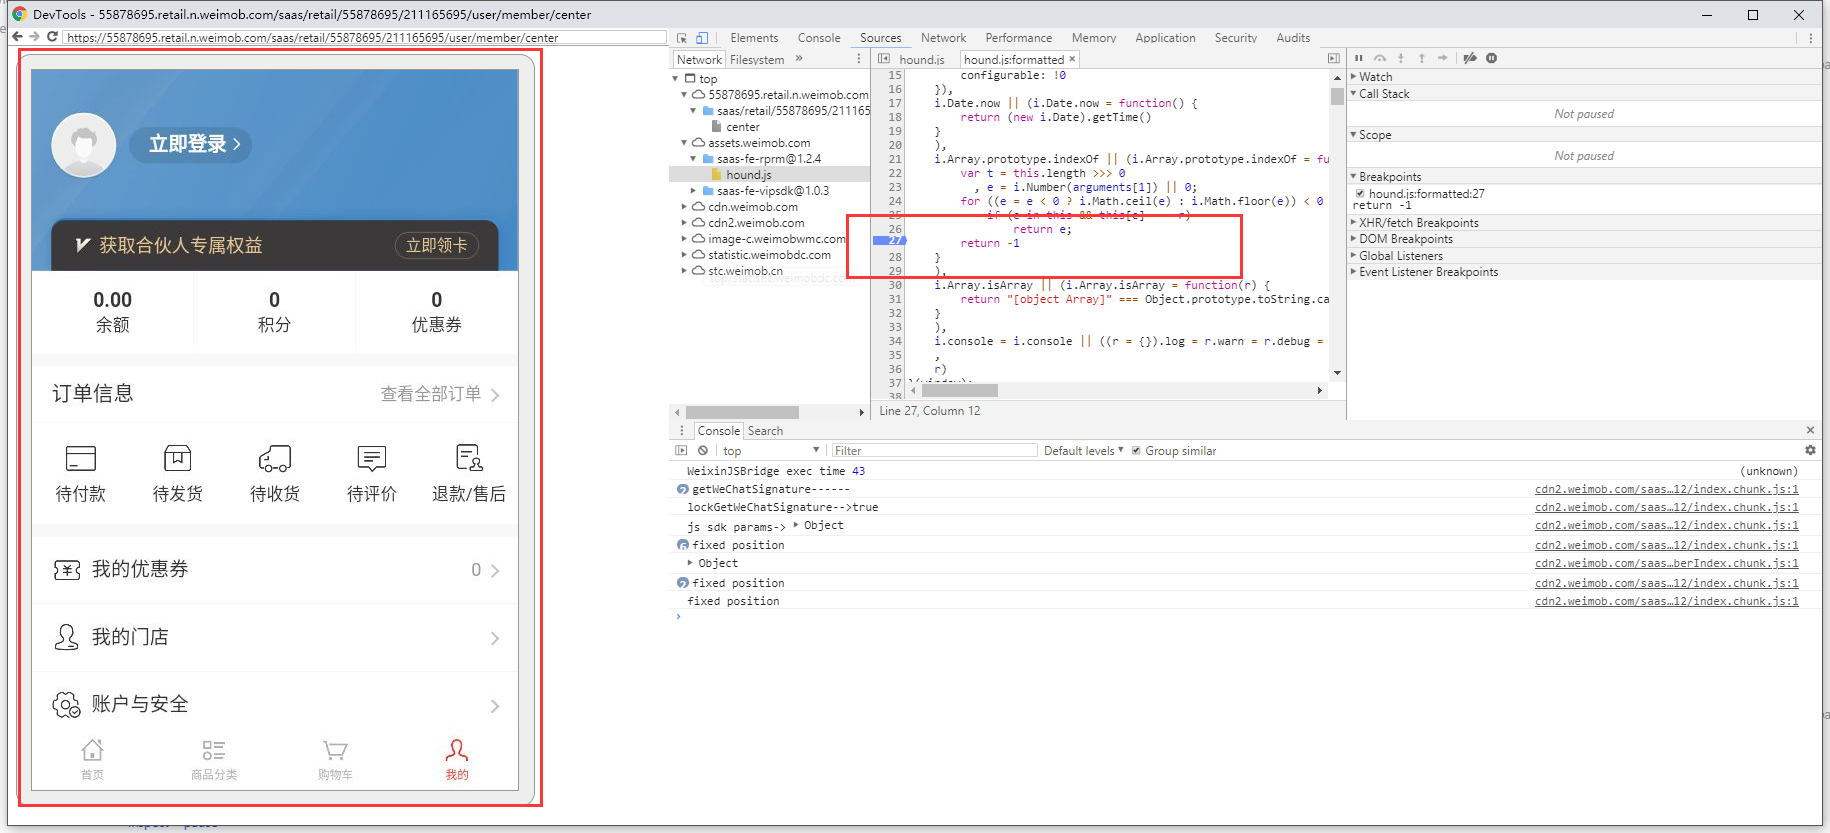 DevTools - 55878695.retail.n.weimob.com/saas/retail/55878695/211165695/user/member/center
https://55878695.retail.n.weimob.com/saas/retail/55878695/211165695/user/member/center
立即登录
获取合伙人专属权益 立即领卡
0.00 0 0
余额 积分 优惠券
订单信息 查看全部订单
待付款 待发货 待收货 待评价 退款/售后
我的优惠券 0
我的门店
账户与安全
首页 商品分类 购物车 我的
Elements Console Sources Network Performance Memory Application Security Audits
Network Filesystem »
top
55878695.retail.n.weimob.com
saas/retail/55878695/211165
center
assets.weimob.com
saas-fe-rprm@1.2.4
hound.js
saas-fe-vipsdk@1.0.3
cdn.weimob.com
cdn2.weimob.com
image-c.weimobwmc.com
statistic.weimobdc.com
stc.weimob.cn
hound.js hound.js:formatted ×
15 configurable: !0
16 }),
17 i.Date.now || (i.Date.now = function() {
18 return (new i.Date).getTime()
19 }
20 ),
21 i.Array.prototype.indexOf || (i.Array.prototype.indexOf = fu
22 var t = this.length >>> 0
23 , e = i.Number(arguments[1]) || 0;
24 for ((e = e < 0 ? i.Math.ceil(e) : i.Math.floor(e)) < 0
25
26 return e;
27 return -1
28 }
29 ),
30 i.Array.isArray || (i.Array.isArray = function(r) {
31 return "[object Array]" === Object.prototype.toString.ca
32 }
33 ),
34 i.console = i.console || ((r = {}).log = r.warn = r.debug =
35 ,
36 r)
37 }(window);
38
Line 27, Column 12
Watch
Call Stack
Not paused
Scope
Not paused
Breakpoints
hound.js:formatted:27
return -1
XHR/fetch Breakpoints
DOM Breakpoints
Global Listeners
Event Listener Breakpoints
Console Search
top Filter Default levels Group similar
WeixinJSBridge exec time 43 (unknown)
2 getWeChatSignature------ cdn2.weimob.com/saas…12/index.chunk.js:1
lockGetWeChatSignature-->true cdn2.weimob.com/saas…12/index.chunk.js:1
js sdk params-> Object cdn2.weimob.com/saas…12/index.chunk.js:1
6 fixed position cdn2.weimob.com/saas…12/index.chunk.js:1
Object cdn2.weimob.com/saas…berIndex.chunk.js:1
2 fixed position cdn2.weimob.com/saas…12/index.chunk.js:1
fixed position cdn2.weimob.com/saas…12/index.chunk.js:1